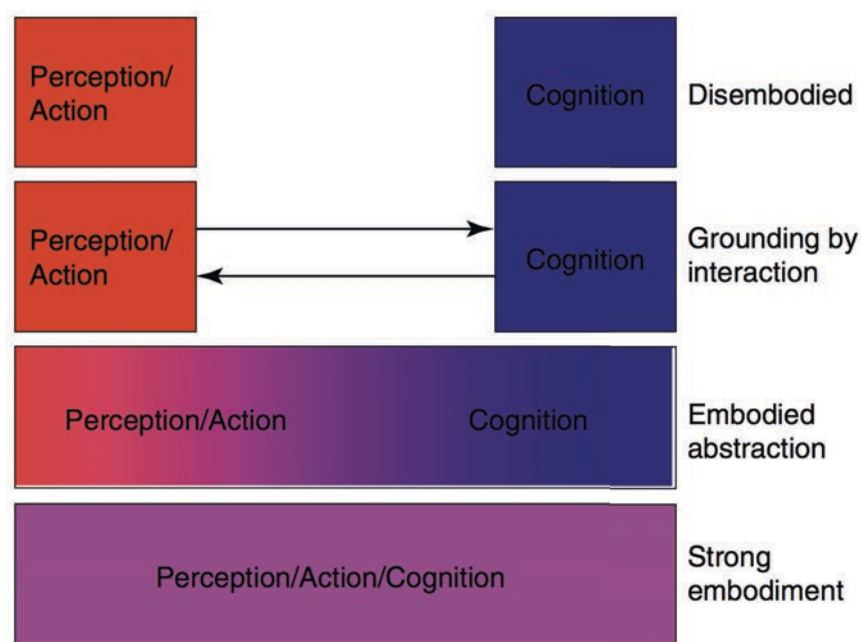 Perception/
Action
Cognition
Disembodied
Perception/
Action
Cognition
Grounding by
interaction
Perception/Action
Cognition
Embodied
abstraction
Perception/Action/Cognition
Strong
embodiment